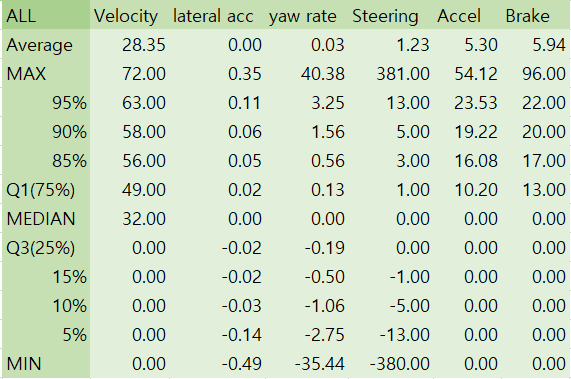 ALL Velocity lateral acc yaw rate Steering Accel Brake
Average 28.35 0.00 0.03 1.23 5.30 5.94
MAX 72.00 0.35 40.38 381.00 54.12 96.00
95% 63.00 0.11 3.25 13.00 23.53 22.00
90% 58.00 0.06 1.56 5.00 19.22 20.00
85% 56.00 0.05 0.56 3.00 16.08 17.00
Q1(75%) 49.00 0.02 0.13 1.00 10.20 13.00
MEDIAN 32.00 0.00 0.00 0.00 0.00 0.00
Q3(25%) 0.00 -0.02 -0.19 0.00 0.00 0.00
15% 0.00 -0.02 -0.50 -1.00 0.00 0.00
10% 0.00 -0.03 -1.06 -5.00 0.00 0.00
5% 0.00 -0.14 -2.75 -13.00 0.00 0.00
MIN 0.00 -0.49 -35.44 -380.00 0.00 0.00